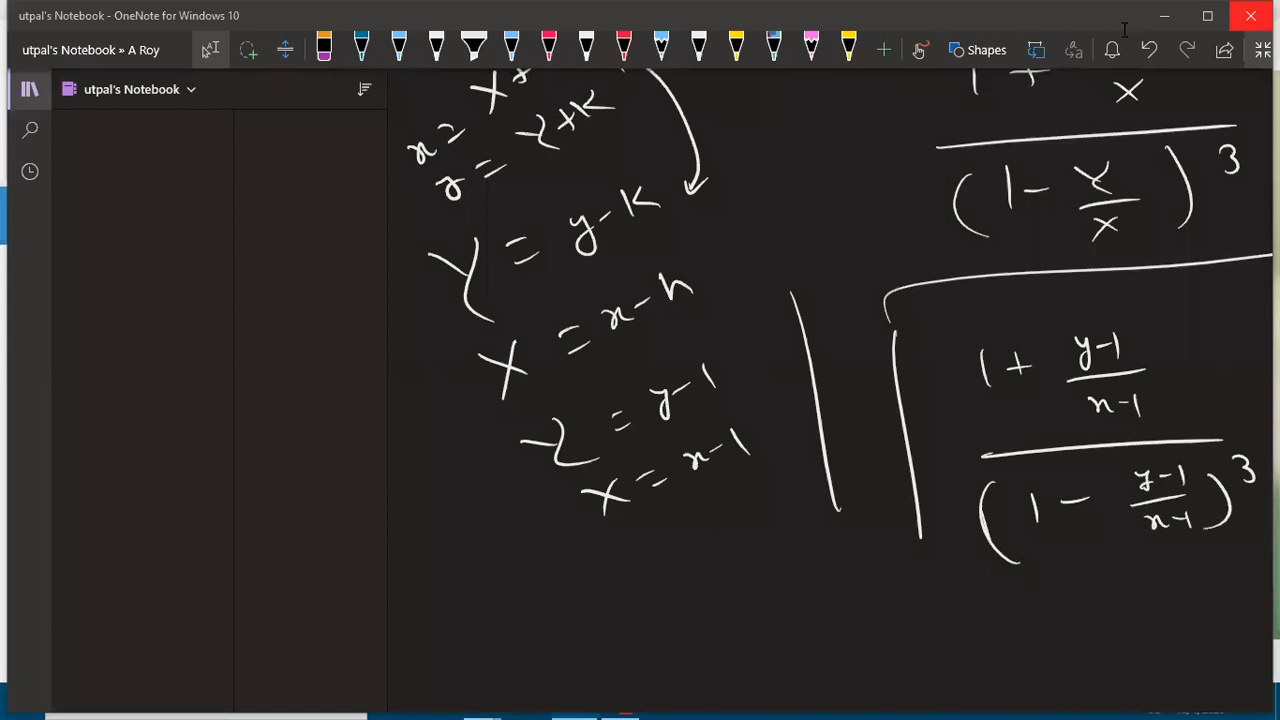 utpal's Notebook - OneNote for Windows 10
utpal's Notebook » A Roy
Shapes
utpal's Notebook
x = X +
y = Y + K
Y = y - K
X = x - h
Y = y - 1
X = x - 1
1 +
X
(1 - Y/X)^3
1 + (y-1)/(x-1)
(1 - (y-1)/(x-1))^3